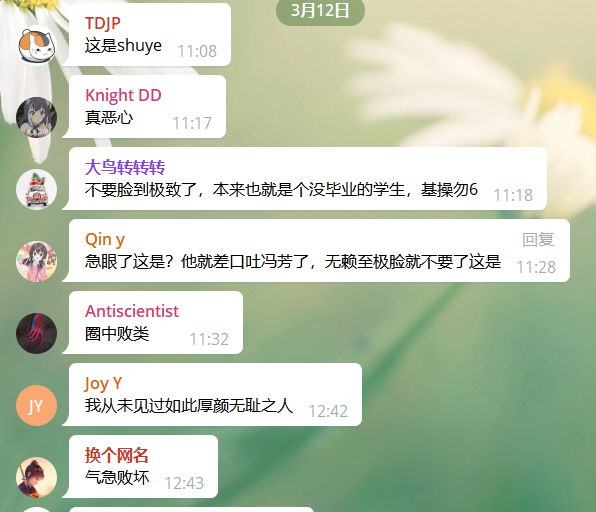 3月12日
TDJP
这是shuye 11:08
Knight DD
真恶心 11:17
大鸟转转转
不要脸到极致了，本来也就是个没毕业的学生，基操勿6 11:18
Qin y 回复
急眼了这是？他就差口吐冯芳了，无赖至极脸就不要了这是 11:28
Antiscientist
圈中败类 11:32
JY
Joy Y
我从未见过如此厚颜无耻之人 12:42
换个网名
气急败坏 12:43